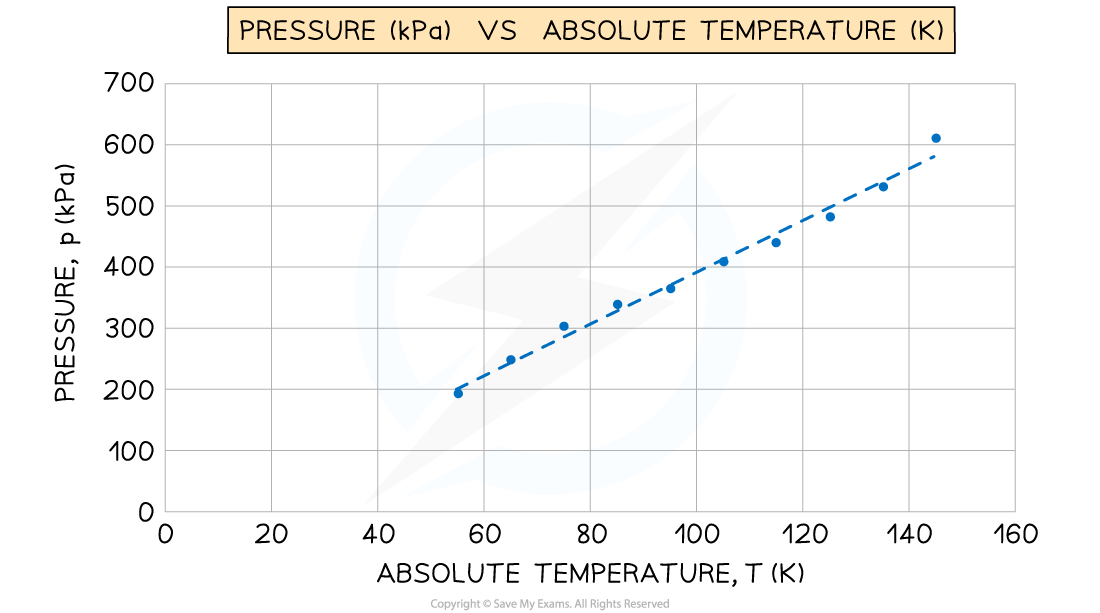 PRESSURE (kPa) VS ABSOLUTE TEMPERATURE (K)
700
600
500
400
300
200
100
0
PRESSURE, p (kPa)
0 20 40 60 80 100 120 140 160
ABSOLUTE TEMPERATURE, T (K)
Copyright © Save My Exams. All Rights Reserved